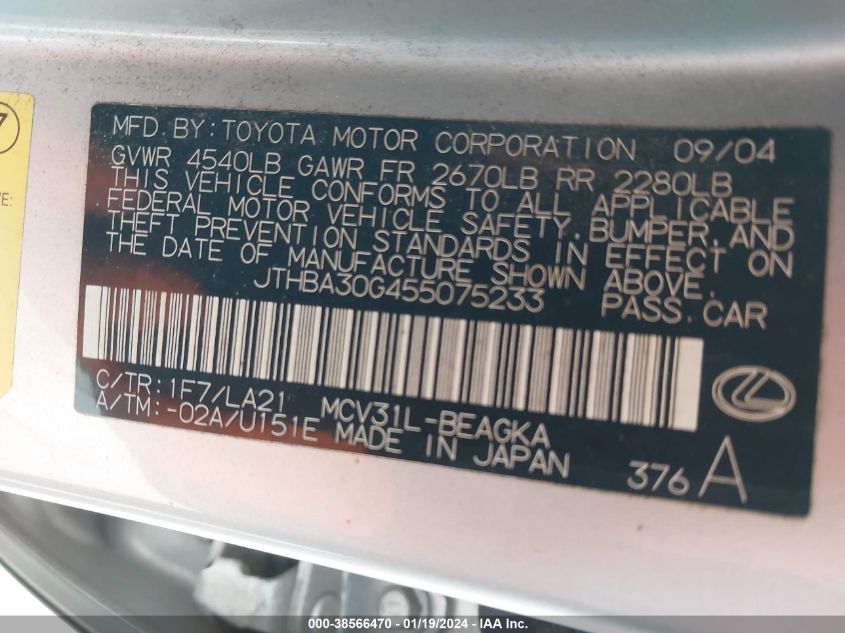 7
VE:
MFD. BY: TOYOTA MOTOR CORPORATION 09/04
GVWR 4540LB GAWR FR 2670LB RR 2280LB
THIS VEHICLE CONFORMS TO ALL APPLICABLE
FEDERAL MOTOR VEHICLE SAFETY, BUMPER, AND
THEFT PREVENTION STANDARDS IN EFFECT ON
THE DATE OF MANUFACTURE SHOWN ABOVE.
JTHBA30G455075233 PASS. CAR
C/TR: 1F7/LA21 MCV31L-BEAGKA
A/TM: -02A/U151E MADE IN JAPAN
376 A
000-38566470 - 01/19/2024 - IAA Inc.